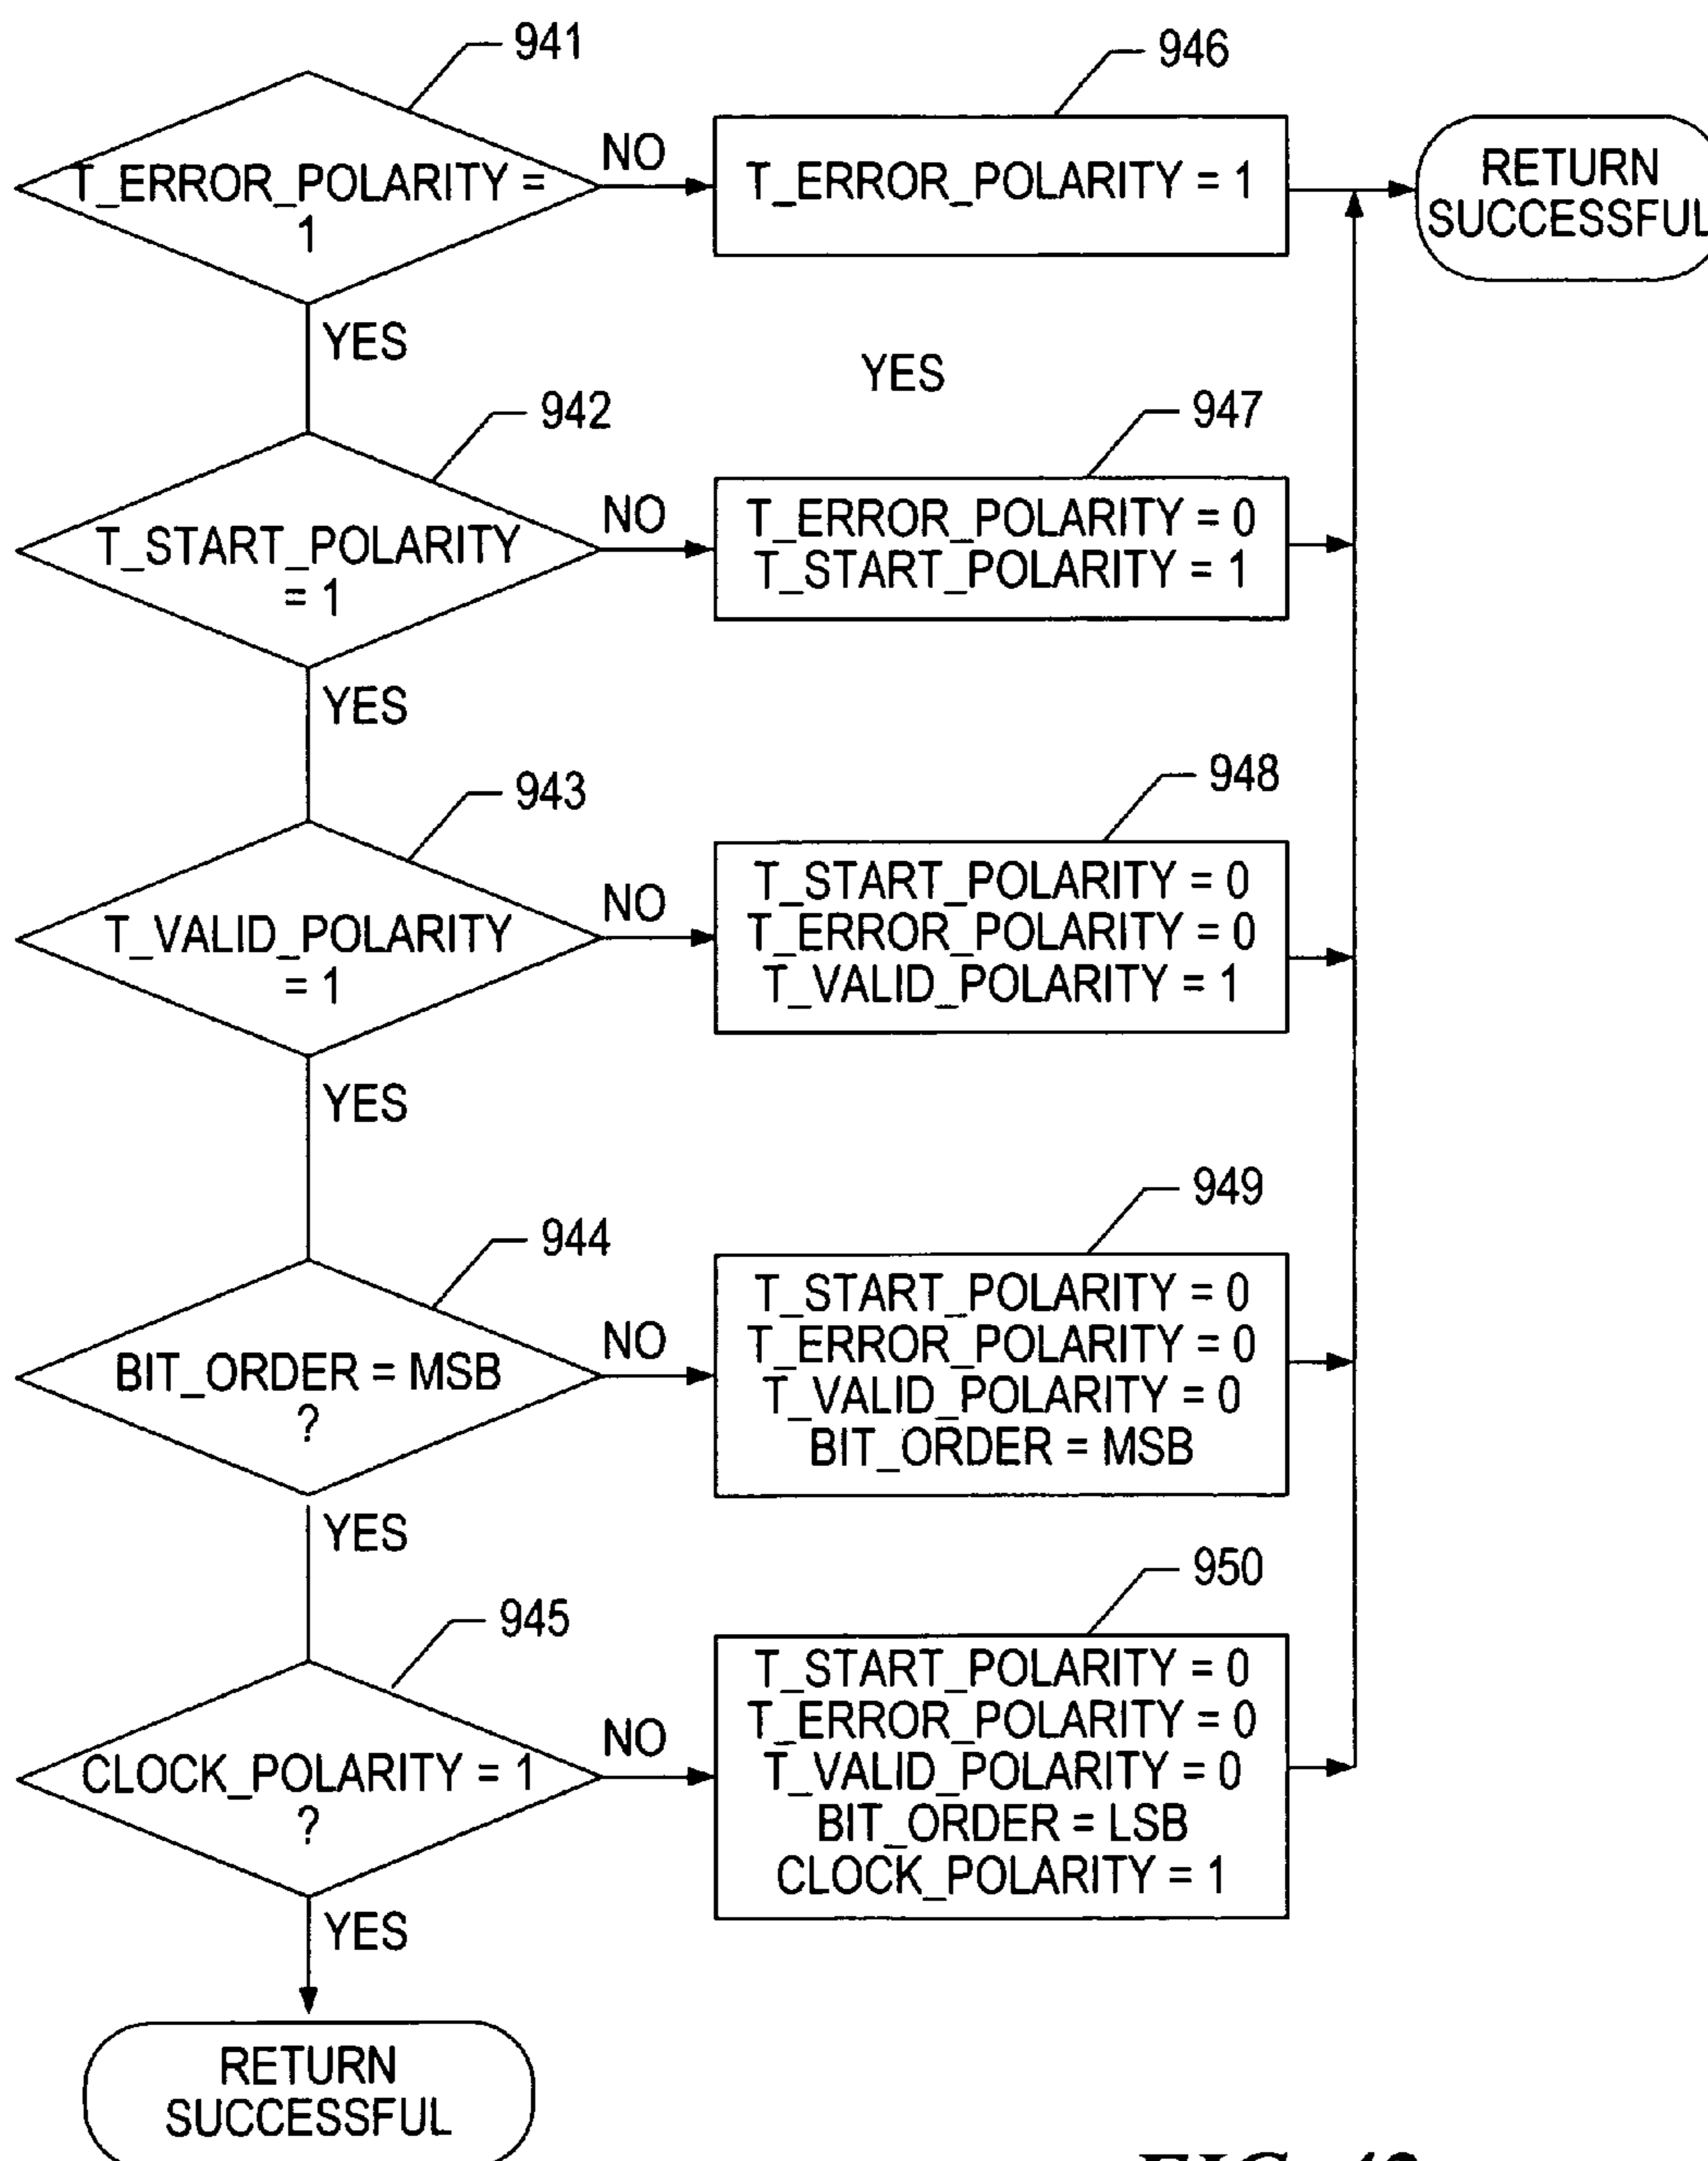 941
946
T_ERROR_POLARITY =
1
NO
T_ERROR_POLARITY = 1
RETURN
SUCCESSFUL
YES
YES
942
947
T_START_POLARITY
= 1
NO
T_ERROR_POLARITY = 0
T_START_POLARITY = 1
YES
943
948
T_VALID_POLARITY
= 1
NO
T_START_POLARITY = 0
T_ERROR_POLARITY = 0
T_VALID_POLARITY = 1
YES
944
949
BIT_ORDER = MSB
?
NO
T_START_POLARITY = 0
T_ERROR_POLARITY = 0
T_VALID_POLARITY = 0
BIT_ORDER = MSB
YES
945
950
CLOCK_POLARITY = 1
?
NO
T_START_POLARITY = 0
T_ERROR_POLARITY = 0
T_VALID_POLARITY = 0
BIT_ORDER = LSB
CLOCK_POLARITY = 1
YES
RETURN
SUCCESSFUL